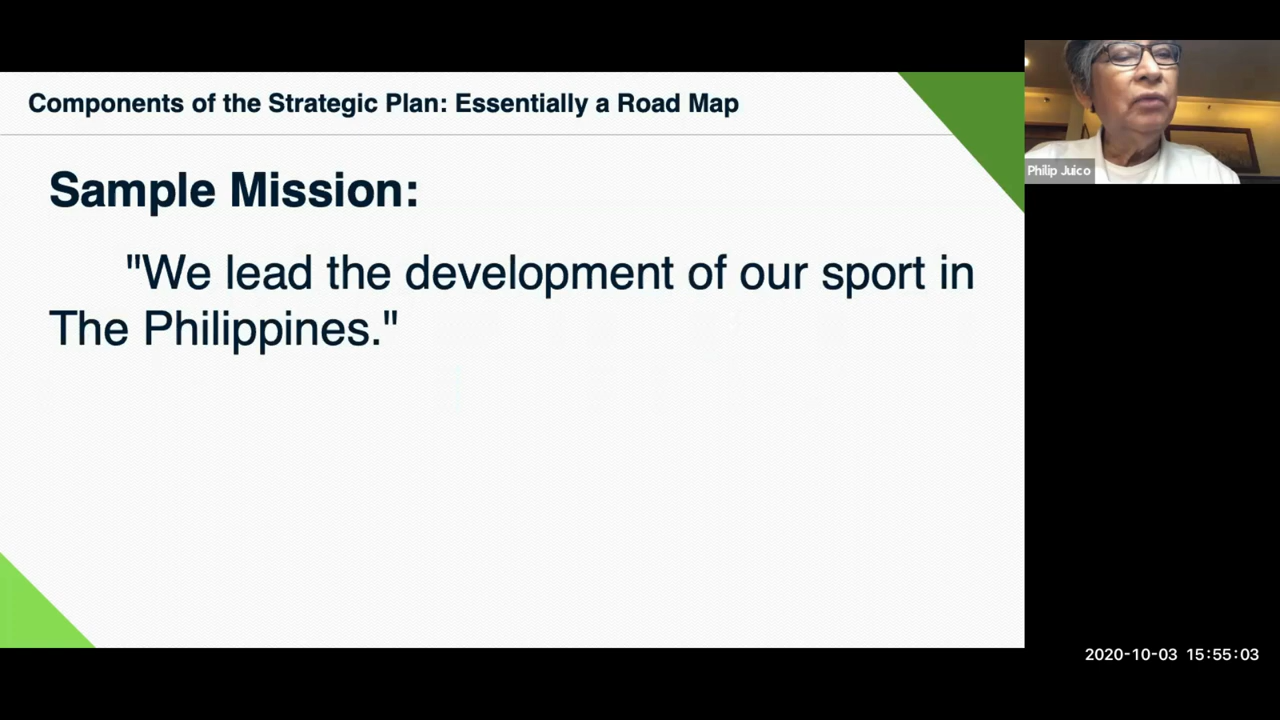 Components of the Strategic Plan: Essentially a Road Map
Sample Mission:
"We lead the development of our sport in
The Philippines."
Philip Juico
2020-10-03 15:55:03